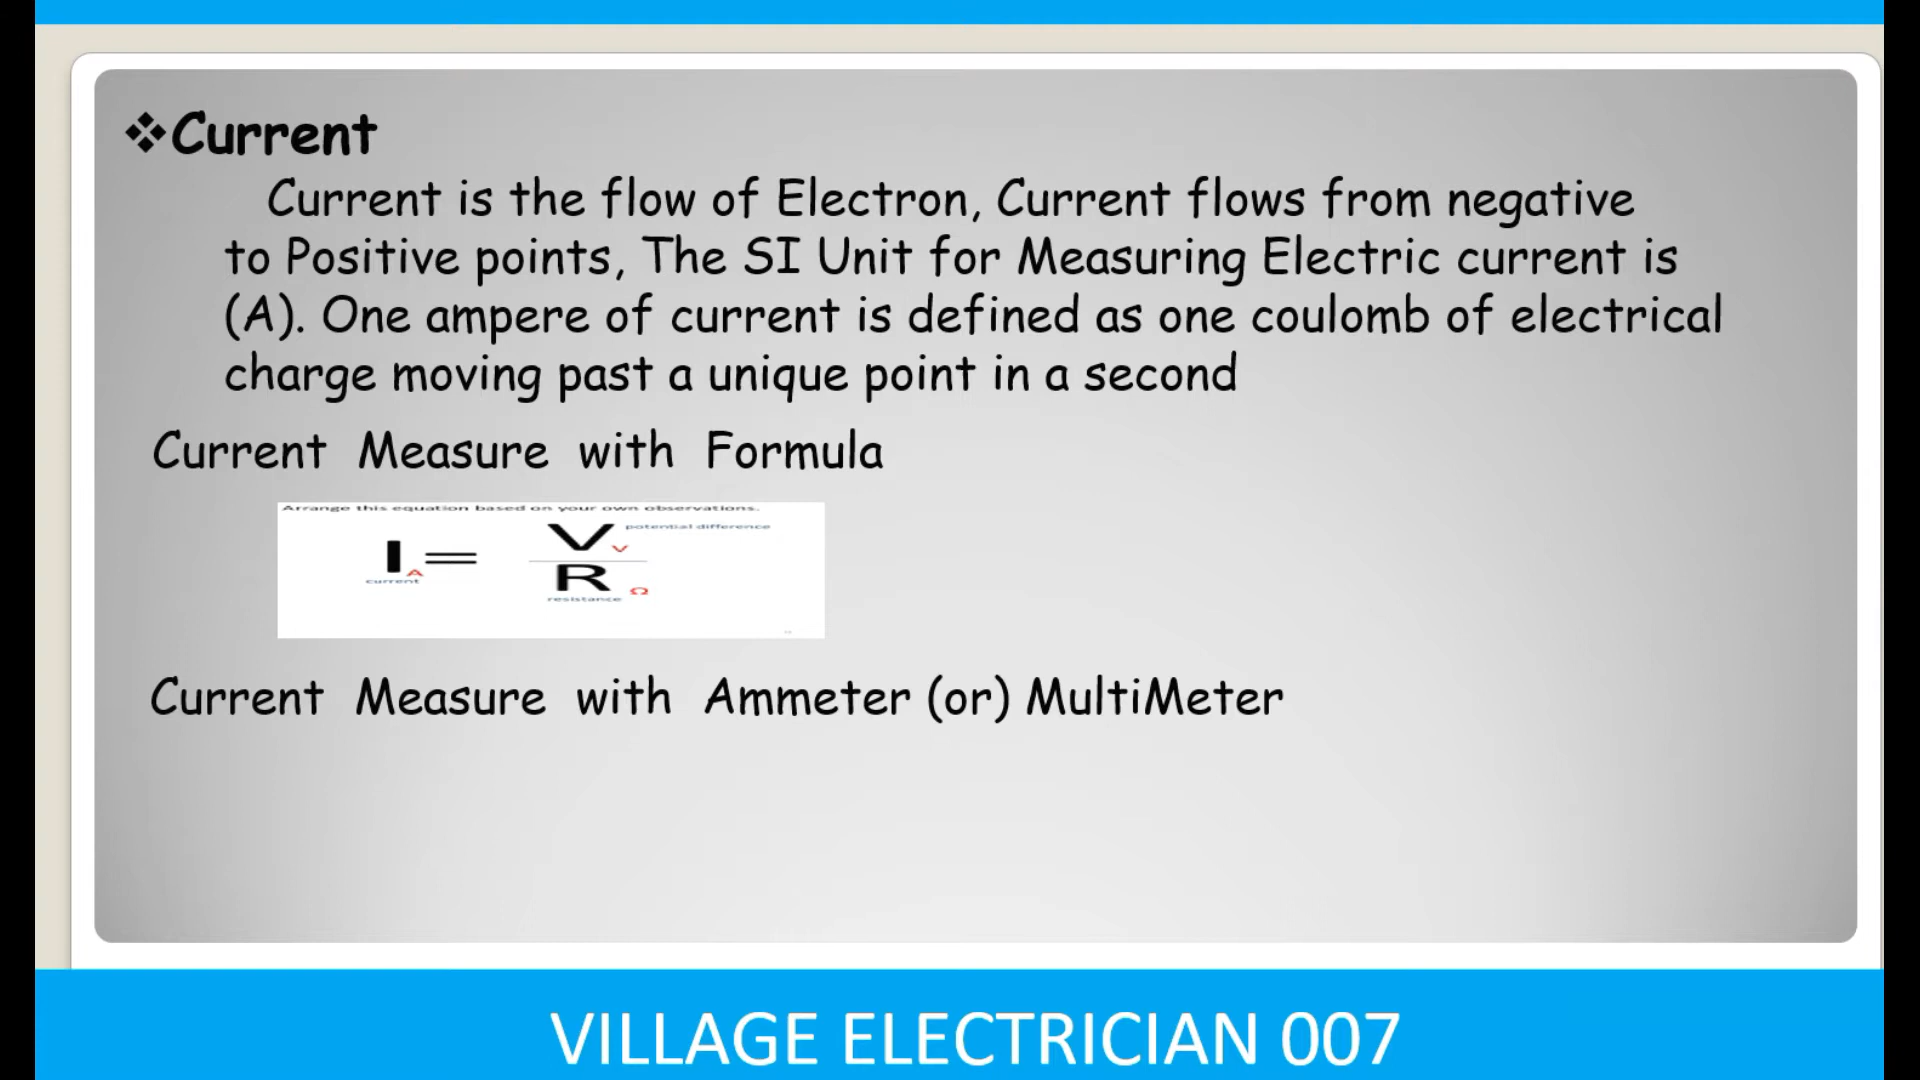 ❖Current
Current is the flow of Electron, Current flows from negative
to Positive points, The SI Unit for Measuring Electric current is
(A). One ampere of current is defined as one coulomb of electrical
charge moving past a unique point in a second
Current Measure with Formula
Arrange this equation based on your own observations.
V potential difference
V
I =
A
current
R
Ω
resistance
Current Measure with Ammeter (or) MultiMeter
VILLAGE ELECTRICIAN 007